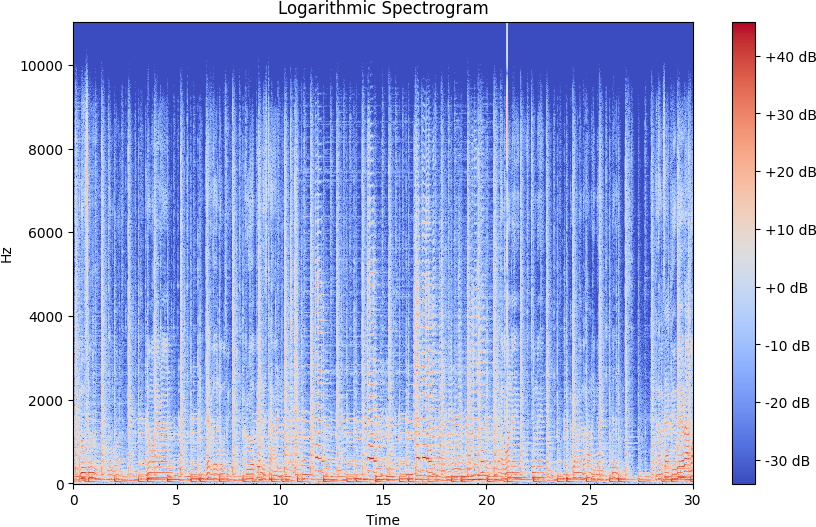 Logarithmic Spectrogram
Hz
10000
8000
6000
4000
2000
0
0 5 10 15 20 25 30
Time
+40 dB
+30 dB
+20 dB
+10 dB
+0 dB
-10 dB
-20 dB
-30 dB